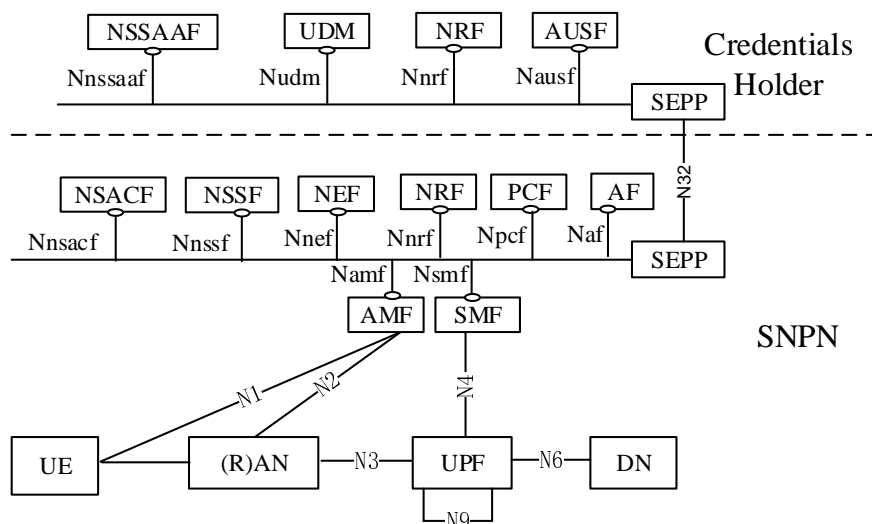 NSSAAF UDM NRF AUSF
Credentials
Holder
Nnssaaf Nudm Nnrf Nausf
SEPP
N32
NSACF NSSF NEF NRF PCF AF
Nnsacf Nnssf Nnef Nnrf Npcf Naf
SEPP
Namf Nsmf
AMF SMF
SNPN
N1 N2 N4
UE (R)AN N3 UPF N6 DN
N9